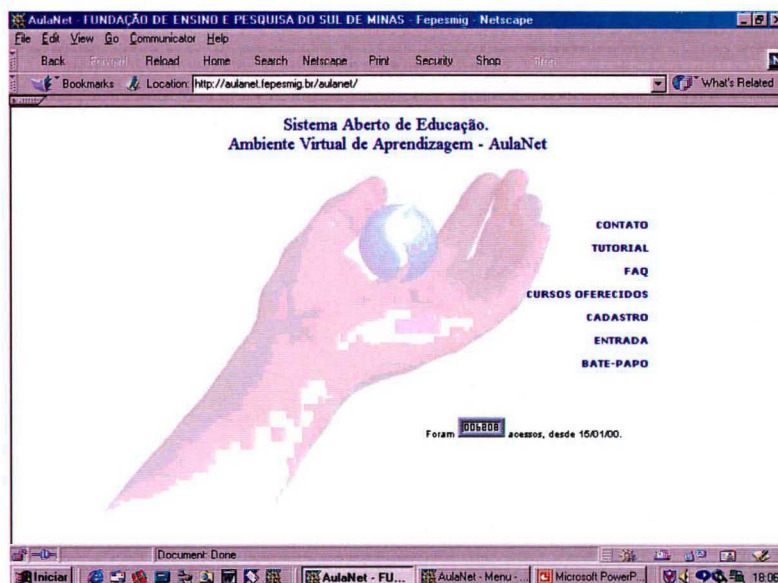 AulaNet - FUNDAÇÃO DE ENSINO E PESQUISA DO SUL DE MINAS - Fepesmig - Netscape
File Edit View Go Communicator Help
Back Forward Reload Home Search Netscape Print Security Shop Stop
Bookmarks Location: http://aulanet.fepesmig.br/aulanet/ What's Related
Sistema Aberto de Educação.
Ambiente Virtual de Aprendizagem - AulaNet
CONTATO
TUTORIAL
FAQ
CURSOS OFERECIDOS
CADASTRO
ENTRADA
BATE-PAPO
Foram 006808 acessos, desde 15/01/00.
Document: Done
Iniciar AulaNet - FU... AulaNet - Menu -... Microsoft PowerP...